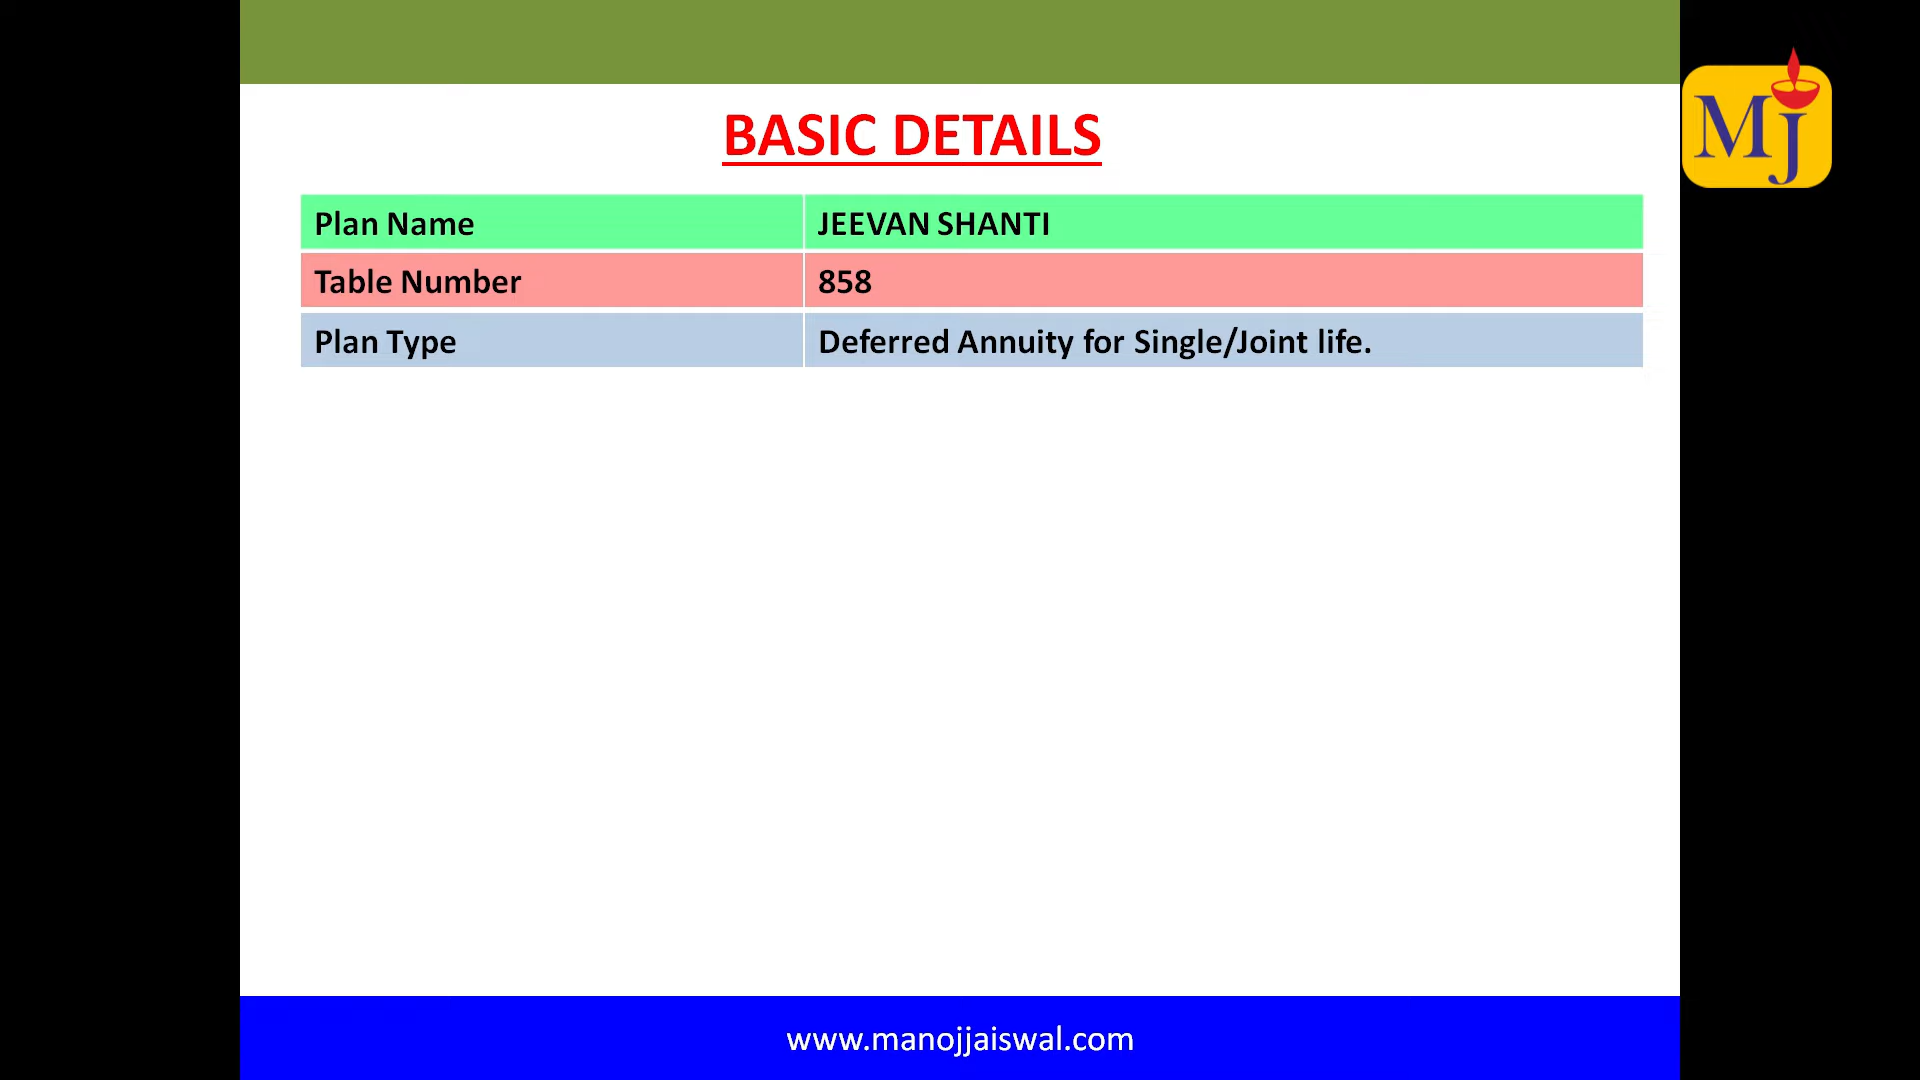 MJ
BASIC DETAILS
Plan Name JEEVAN SHANTI
Table Number 858
Plan Type Deferred Annuity for Single/Joint life.
www.manojjaiswal.com